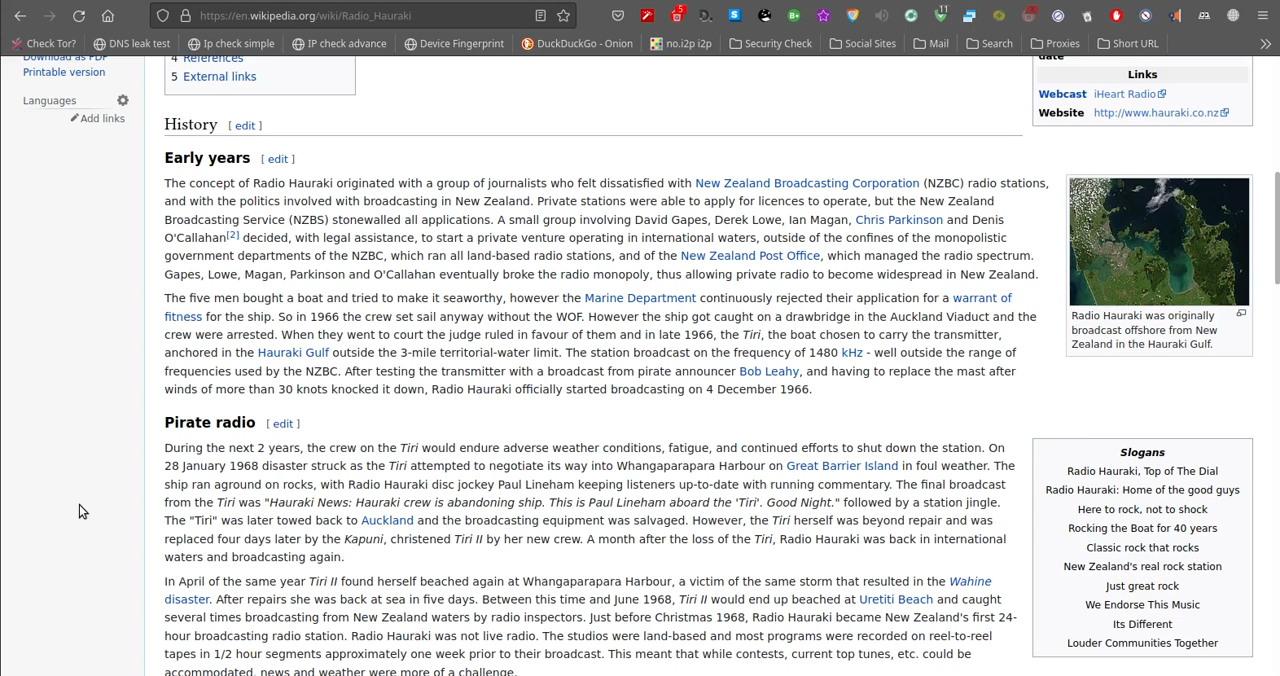 https://en.wikipedia.org/wiki/Radio_Hauraki
5
11
Check Tor?
DNS leak test
Ip check simple
IP check advance
Device Fingerprint
DuckDuckGo - Onion
no.i2p i2p
Security Check
Social Sites
Mail
Search
Proxies
Short URL
Download as PDF
Printable version
Languages
Add links
4 References
5 External links
date
Links
Webcast iHeart Radio
Website http://www.hauraki.co.nz
History [ edit ]
Early years [ edit ]
The concept of Radio Hauraki originated with a group of journalists who felt dissatisfied with New Zealand Broadcasting Corporation (NZBC) radio stations,
and with the politics involved with broadcasting in New Zealand. Private stations were able to apply for licences to operate, but the New Zealand
Broadcasting Service (NZBS) stonewalled all applications. A small group involving David Gapes, Derek Lowe, Ian Magan, Chris Parkinson and Denis
O'Callahan[2] decided, with legal assistance, to start a private venture operating in international waters, outside of the confines of the monopolistic
government departments of the NZBC, which ran all land-based radio stations, and of the New Zealand Post Office, which managed the radio spectrum.
Gapes, Lowe, Magan, Parkinson and O'Callahan eventually broke the radio monopoly, thus allowing private radio to become widespread in New Zealand.
The five men bought a boat and tried to make it seaworthy, however the Marine Department continuously rejected their application for a warrant of
fitness for the ship. So in 1966 the crew set sail anyway without the WOF. However the ship got caught on a drawbridge in the Auckland Viaduct and the
crew were arrested. When they went to court the judge ruled in favour of them and in late 1966, the Tiri, the boat chosen to carry the transmitter,
anchored in the Hauraki Gulf outside the 3-mile territorial-water limit. The station broadcast on the frequency of 1480 kHz - well outside the range of
frequencies used by the NZBC. After testing the transmitter with a broadcast from pirate announcer Bob Leahy, and having to replace the mast after
winds of more than 30 knots knocked it down, Radio Hauraki officially started broadcasting on 4 December 1966.
Radio Hauraki was originally
broadcast offshore from New
Zealand in the Hauraki Gulf.
Pirate radio [ edit ]
During the next 2 years, the crew on the Tiri would endure adverse weather conditions, fatigue, and continued efforts to shut down the station. On
28 January 1968 disaster struck as the Tiri attempted to negotiate its way into Whangaparapara Harbour on Great Barrier Island in foul weather. The
ship ran aground on rocks, with Radio Hauraki disc jockey Paul Lineham keeping listeners up-to-date with running commentary. The final broadcast
from the Tiri was "Hauraki News: Hauraki crew is abandoning ship. This is Paul Lineham aboard the 'Tiri'. Good Night." followed by a station jingle.
The "Tiri" was later towed back to Auckland and the broadcasting equipment was salvaged. However, the Tiri herself was beyond repair and was
replaced four days later by the Kapuni, christened Tiri II by her new crew. A month after the loss of the Tiri, Radio Hauraki was back in international
waters and broadcasting again.
In April of the same year Tiri II found herself beached again at Whangaparapara Harbour, a victim of the same storm that resulted in the Wahine
disaster. After repairs she was back at sea in five days. Between this time and June 1968, Tiri II would end up beached at Uretiti Beach and caught
several times broadcasting from New Zealand waters by radio inspectors. Just before Christmas 1968, Radio Hauraki became New Zealand's first 24-
hour broadcasting radio station. Radio Hauraki was not live radio. The studios were land-based and most programs were recorded on reel-to-reel
tapes in 1/2 hour segments approximately one week prior to their broadcast. This meant that while contests, current top tunes, etc. could be
accommodated, news and weather were more of a challenge.
Slogans
Radio Hauraki, Top of The Dial
Radio Hauraki: Home of the good guys
Here to rock, not to shock
Rocking the Boat for 40 years
Classic rock that rocks
New Zealand's real rock station
Just great rock
We Endorse This Music
Its Different
Louder Communities Together